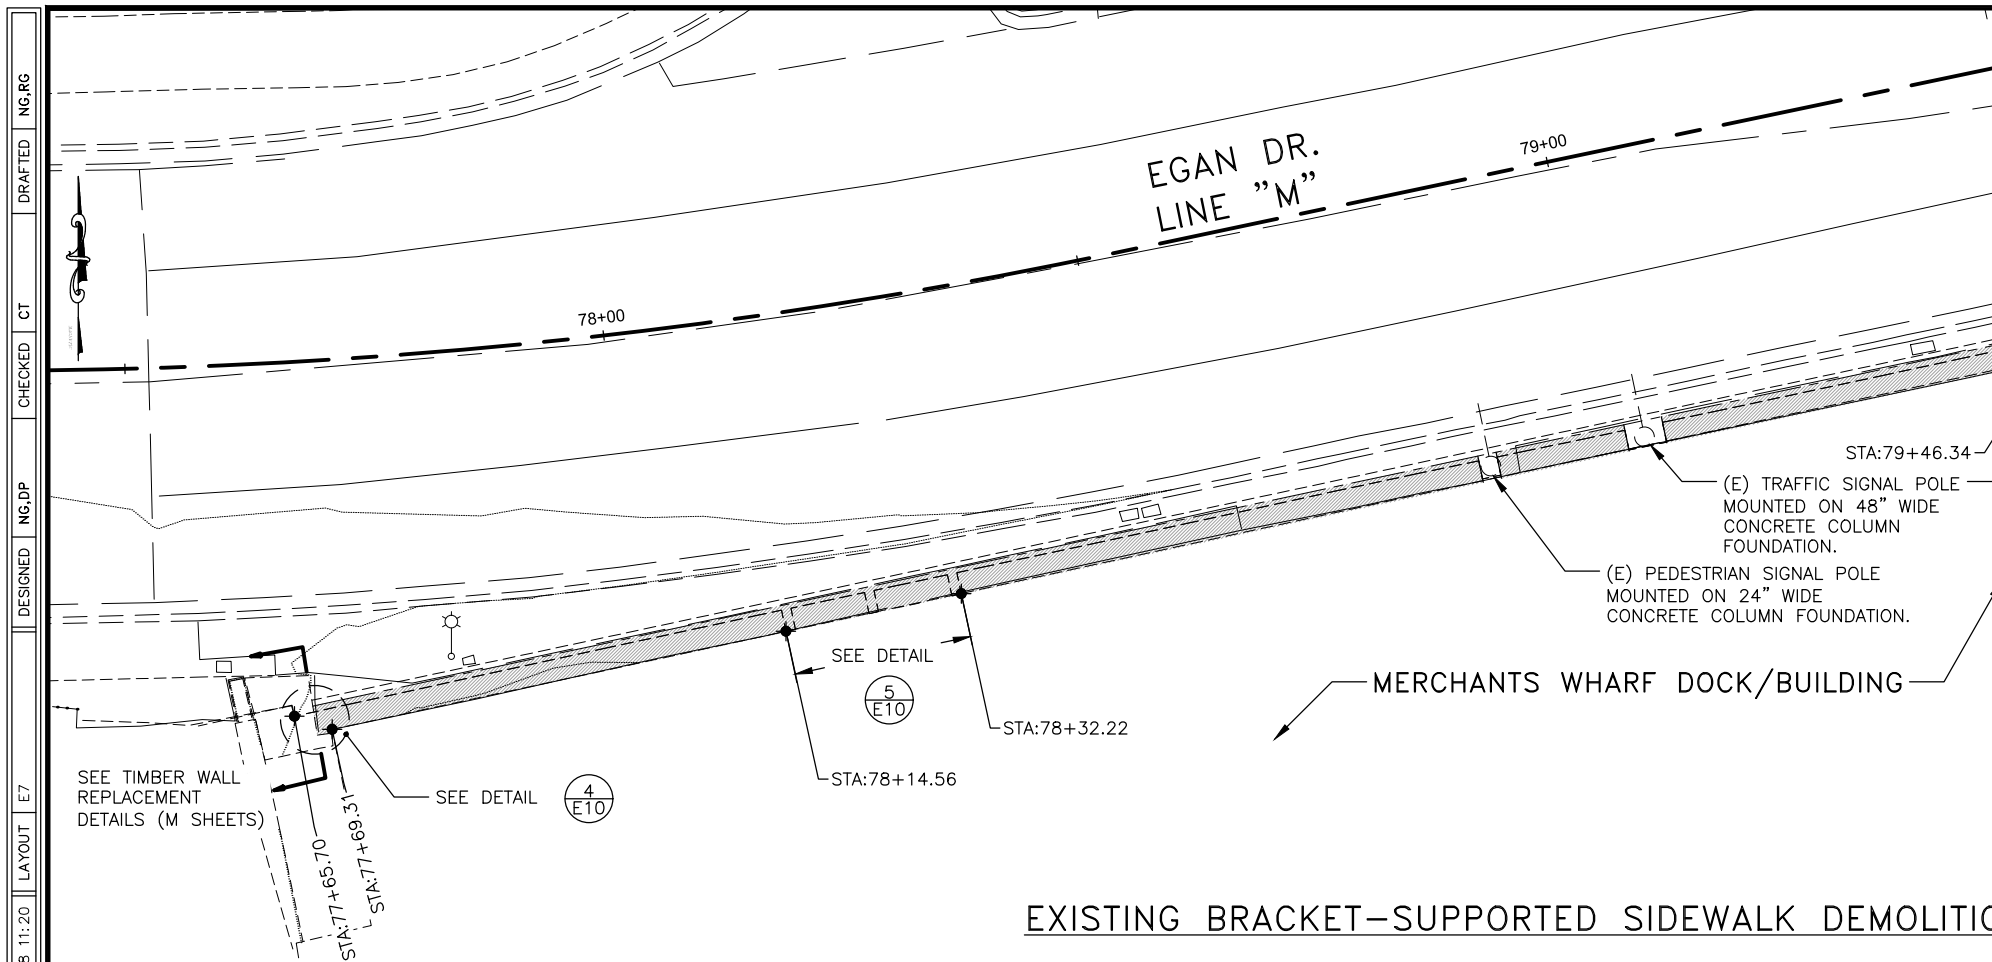 NG,RG
DRAFTED
CT
CHECKED
NG,DP
DESIGNED
E7
LAYOUT
8 11:20
EGAN DR.
LINE "M"
78+00
79+00
STA:79+46.34
(E) TRAFFIC SIGNAL POLE
MOUNTED ON 48" WIDE
CONCRETE COLUMN
FOUNDATION.
(E) PEDESTRIAN SIGNAL POLE
MOUNTED ON 24" WIDE
CONCRETE COLUMN FOUNDATION.
SEE DETAIL
5
E10
MERCHANTS WHARF DOCK/BUILDING
STA:78+32.22
STA:78+14.56
SEE TIMBER WALL
REPLACEMENT
DETAILS (M SHEETS)
SEE DETAIL
4
E10
STA:77+65.70
STA:77+69.31
EXISTING BRACKET-SUPPORTED SIDEWALK DEMOLITIO